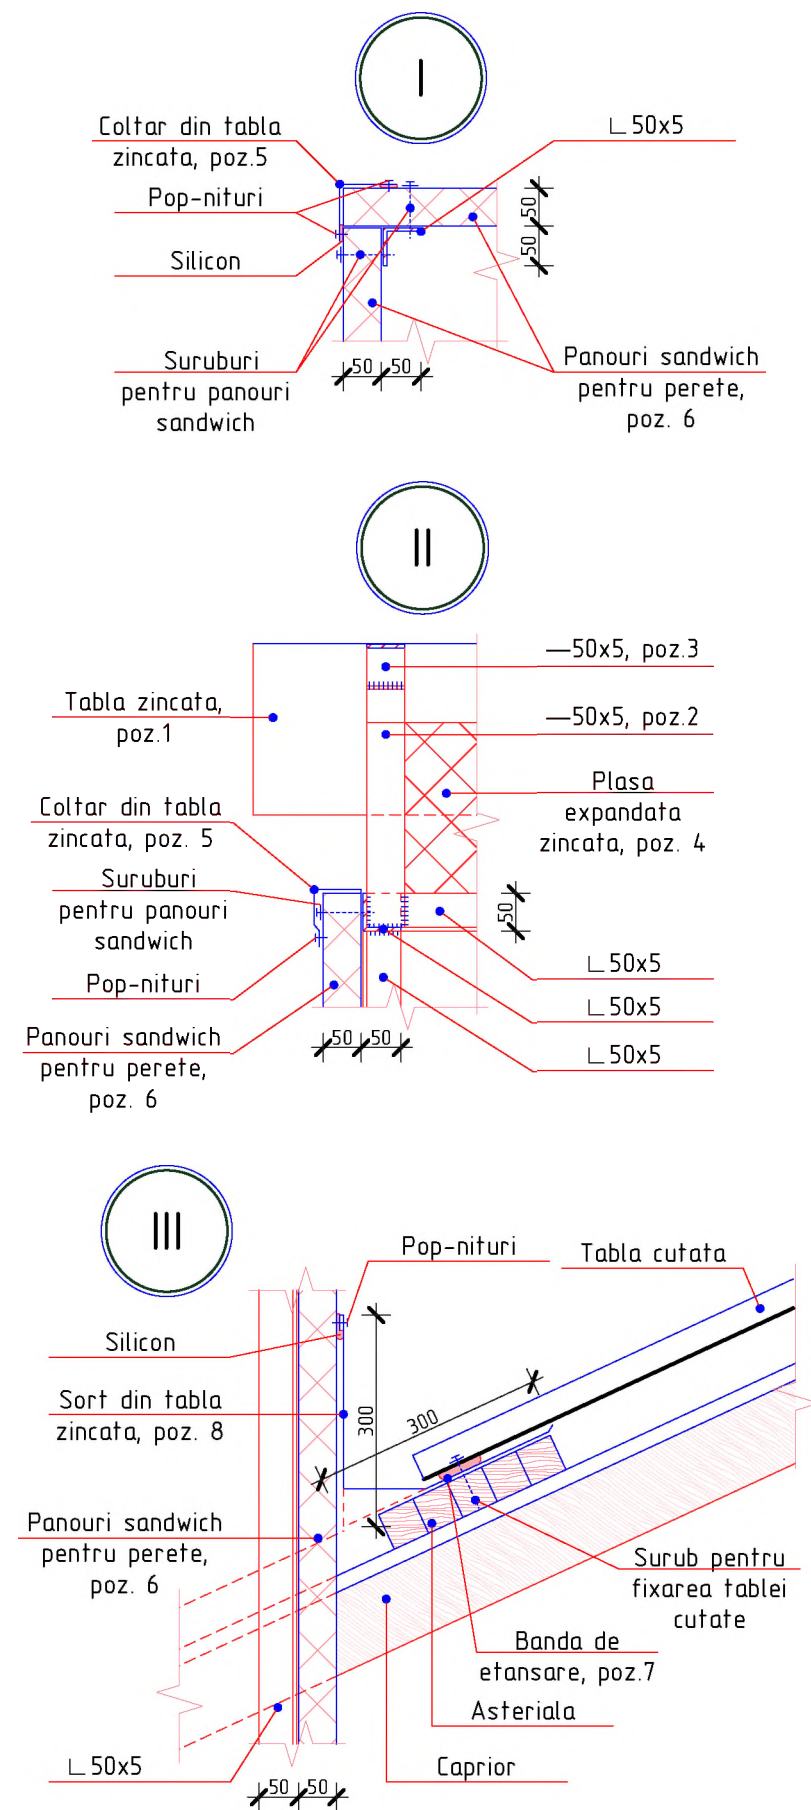 I
Coltar din tabla
zincata, poz.5
∟50x5
Pop-nituri
Silicon
50
50
Suruburi
pentru panouri
sandwich
50
50
Panouri sandwich
pentru perete,
poz. 6
II
—50x5, poz.3
Tabla zincata,
poz.1
—50x5, poz.2
Plasa
expandata
zincata, poz. 4
Coltar din tabla
zincata, poz. 5
Suruburi
pentru panouri
sandwich
50
Pop-nituri
∟50x5
∟50x5
∟50x5
Panouri sandwich
pentru perete,
poz. 6
50
50
III
Pop-nituri
Tabla cutata
Silicon
Sort din tabla
zincata, poz. 8
300
300
Panouri sandwich
pentru perete,
poz. 6
Surub pentru
fixarea tablei
cutate
Banda de
etansare, poz.7
Asteriala
∟50x5
Caprior
50
50